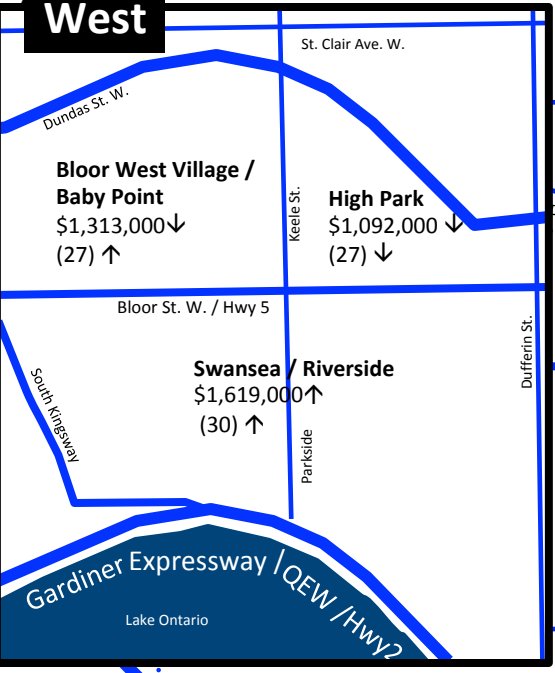 West
St. Clair Ave. W.
Dundas St. W.
Bloor West Village /
Baby Point
$1,313,000↓
(27) ↑
Keele St.
High Park
$1,092,000 ↓
(27) ↓
Bloor St. W. / Hwy 5
Dufferin St.
South Kingsway
Swansea / Riverside
$1,619,000↑
(30) ↑
Parkside
Gardiner Expressway / QEW /Hwy2
Lake Ontario